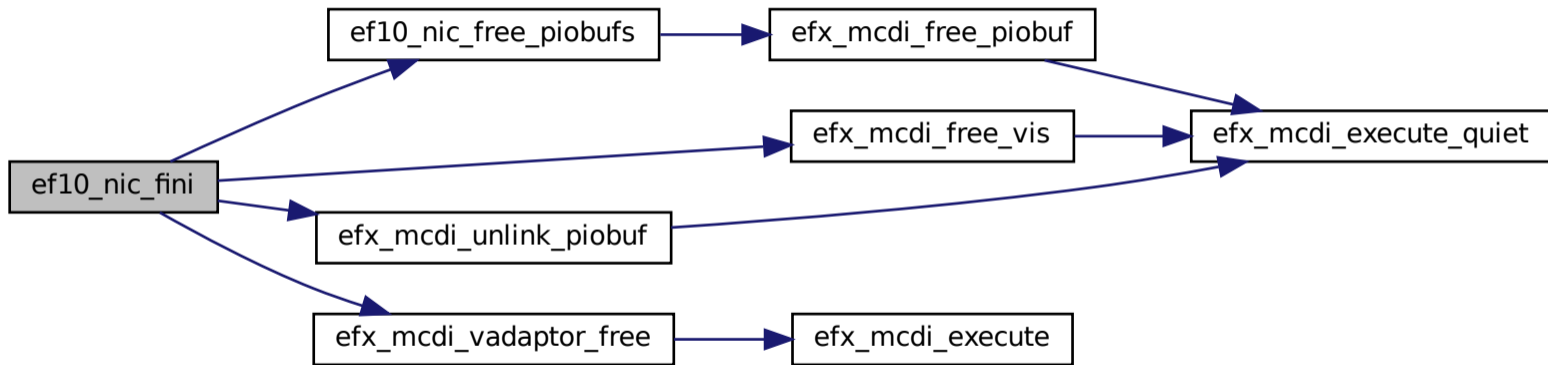 ef10_nic_free_piobufs
efx_mcdi_free_piobuf
efx_mcdi_free_vis
efx_mcdi_execute_quiet
ef10_nic_fini
efx_mcdi_unlink_piobuf
efx_mcdi_vadaptor_free
efx_mcdi_execute